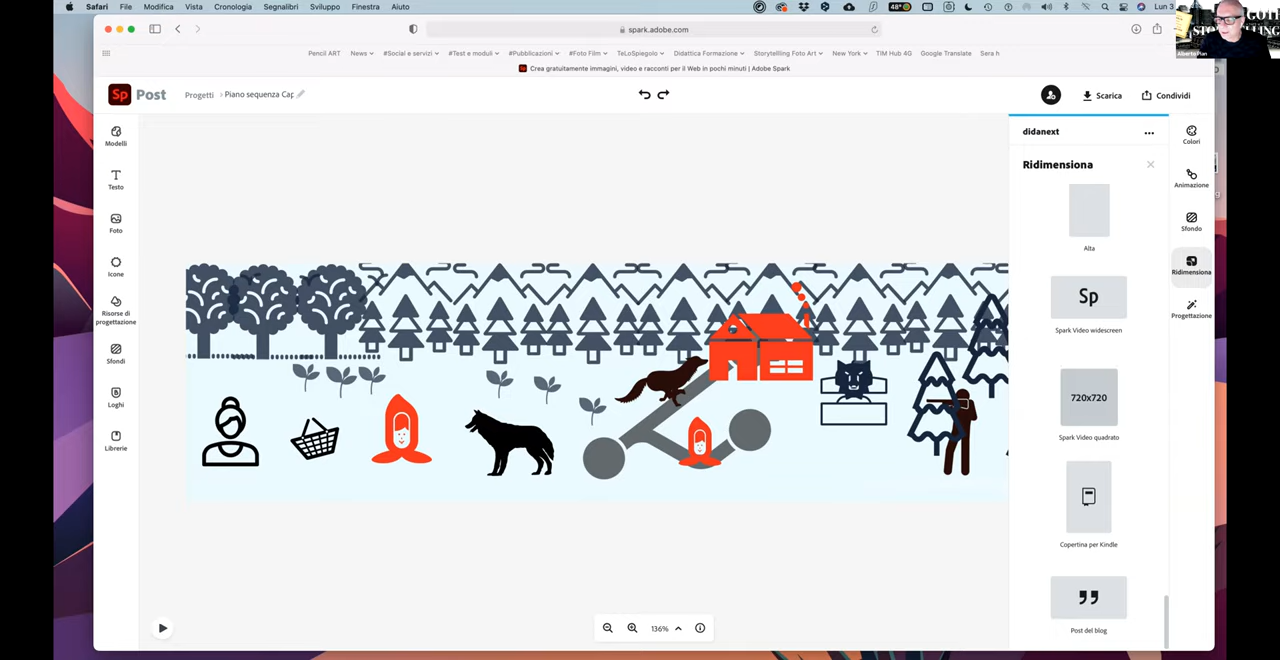 Safari File Modifica Vista Cronologia Segnalibri Sviluppo Finestra Aiuto
48°
Lun 3
spark.adobe.com
Pencil ART News #Social e servizi #Test e moduli #Pubblicazioni #Foto Film TeLoSpiegolo Didattica Formazione Storytelling Foto Art New York TIM Hub 4G Google Translate Sera h
Crea gratuitamente immagini, video e racconti per il Web in pochi minuti | Adobe Spark
Sp Post
Progetti > Piano sequenza Cap
Scarica
Condividi
Modelli
Testo
Foto
Icone
Risorse di
progettazione
Sfondi
Loghi
Librerie
136%
didanext
Ridimensiona
Alta
Sp
Spark Video widescreen
720x720
Spark Video quadrato
Copertina per Kindle
Post del blog
Colori
Animazione
Sfondo
Ridimensiona
Progettazione